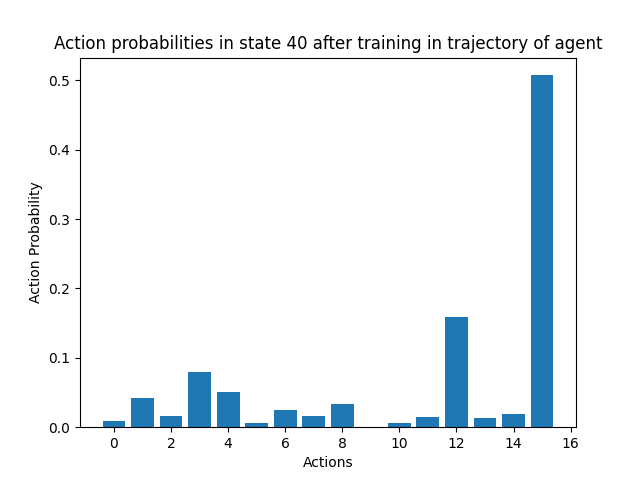 Action probabilities in state 40 after training in trajectory of agent
0.5
0.4
0.3
0.2
0.1
0.0
Action Probability
0 2 4 6 8 10 12 14 16
Actions